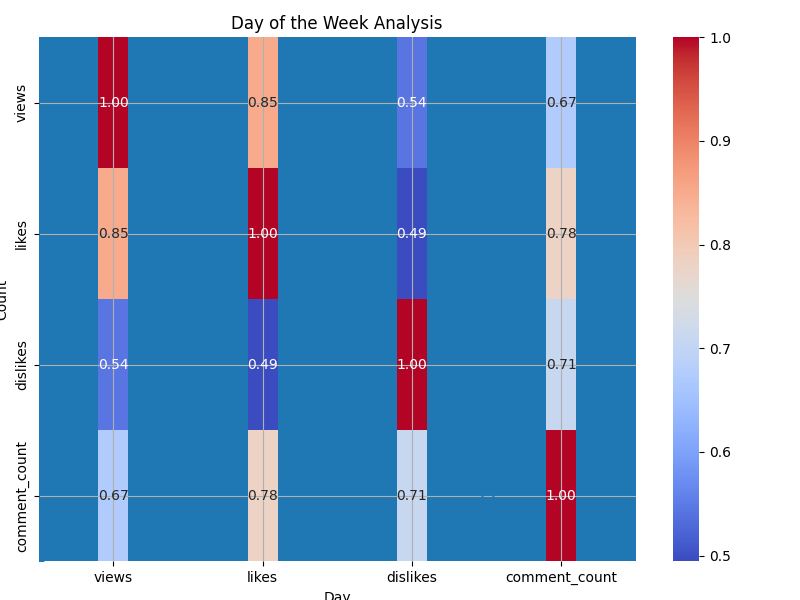 Day of the Week Analysis
views
likes
dislikes
comment_count
Count
1.00 0.85 0.54 0.67
0.85 1.00 0.49 0.78
0.54 0.49 1.00 0.71
0.67 0.78 0.71 1.00
views likes dislikes comment_count
Day
1.0
0.9
0.8
0.7
0.6
0.5